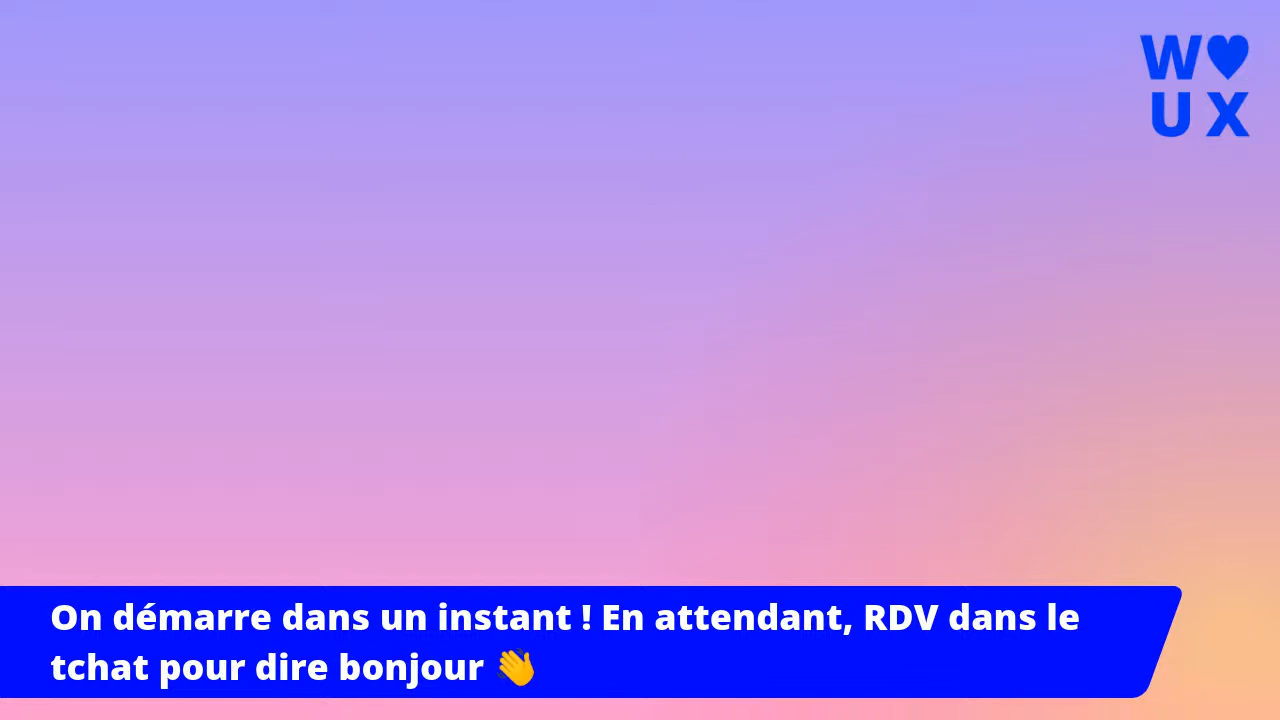 W♥
UX
On démarre dans un instant ! En attendant, RDV dans le
tchat pour dire bonjour 👋